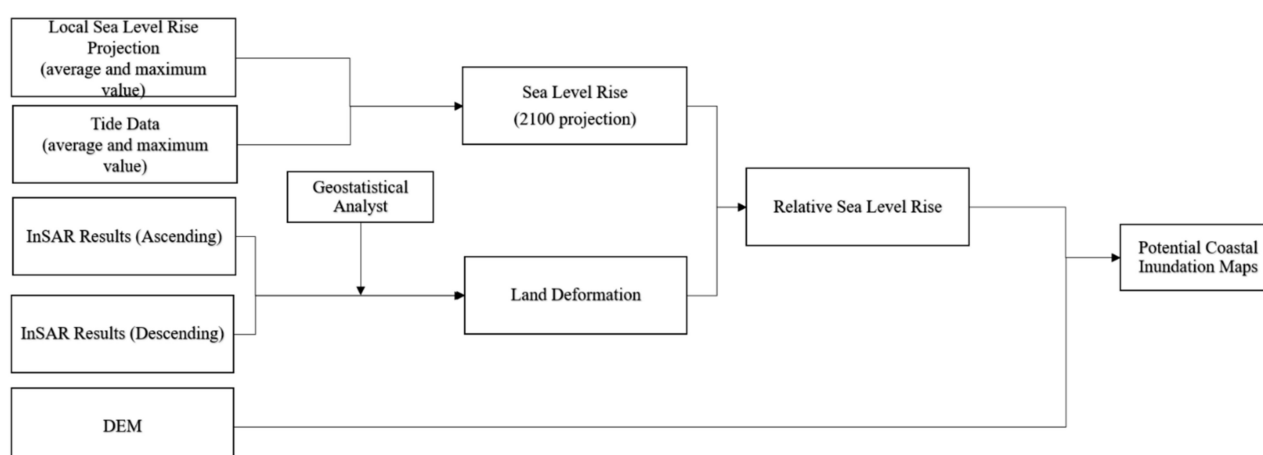 Local Sea Level Rise
Projection
(average and maximum
value)
Tide Data
(average and maximum
value)
Sea Level Rise
(2100 projection)
Geostatistical
Analyst
InSAR Results (Ascending)
Relative Sea Level Rise
Potential Coastal
Inundation Maps
Land Deformation
InSAR Results (Descending)
DEM